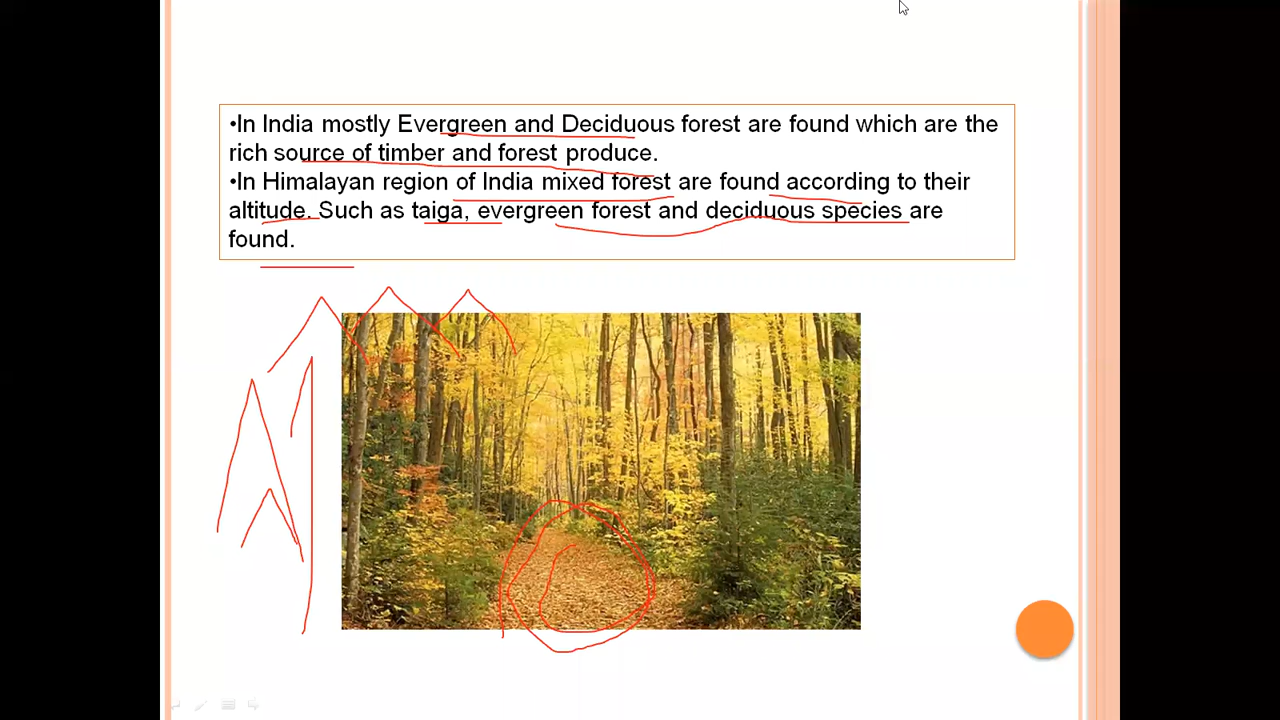 •In India mostly Evergreen and Deciduous forest are found which are the
rich source of timber and forest produce.
•In Himalayan region of India mixed forest are found according to their
altitude. Such as taiga, evergreen forest and deciduous species are
found.